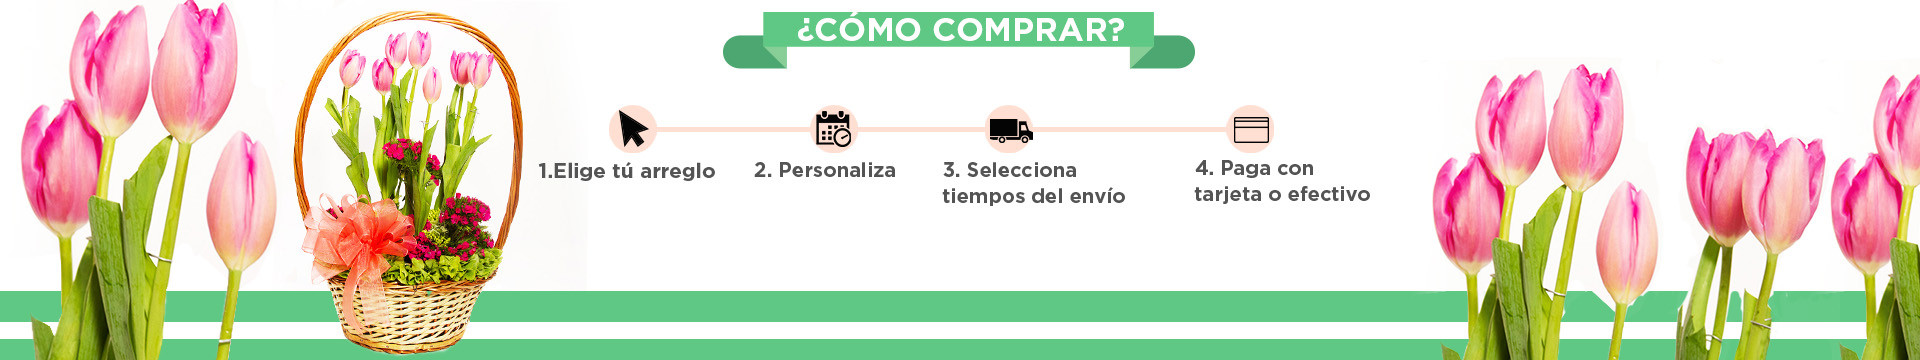 ¿CÓMO COMPRAR?
1.Elige tú arreglo
2. Personaliza
3. Selecciona
tiempos del envío
4. Paga con
tarjeta o efectivo